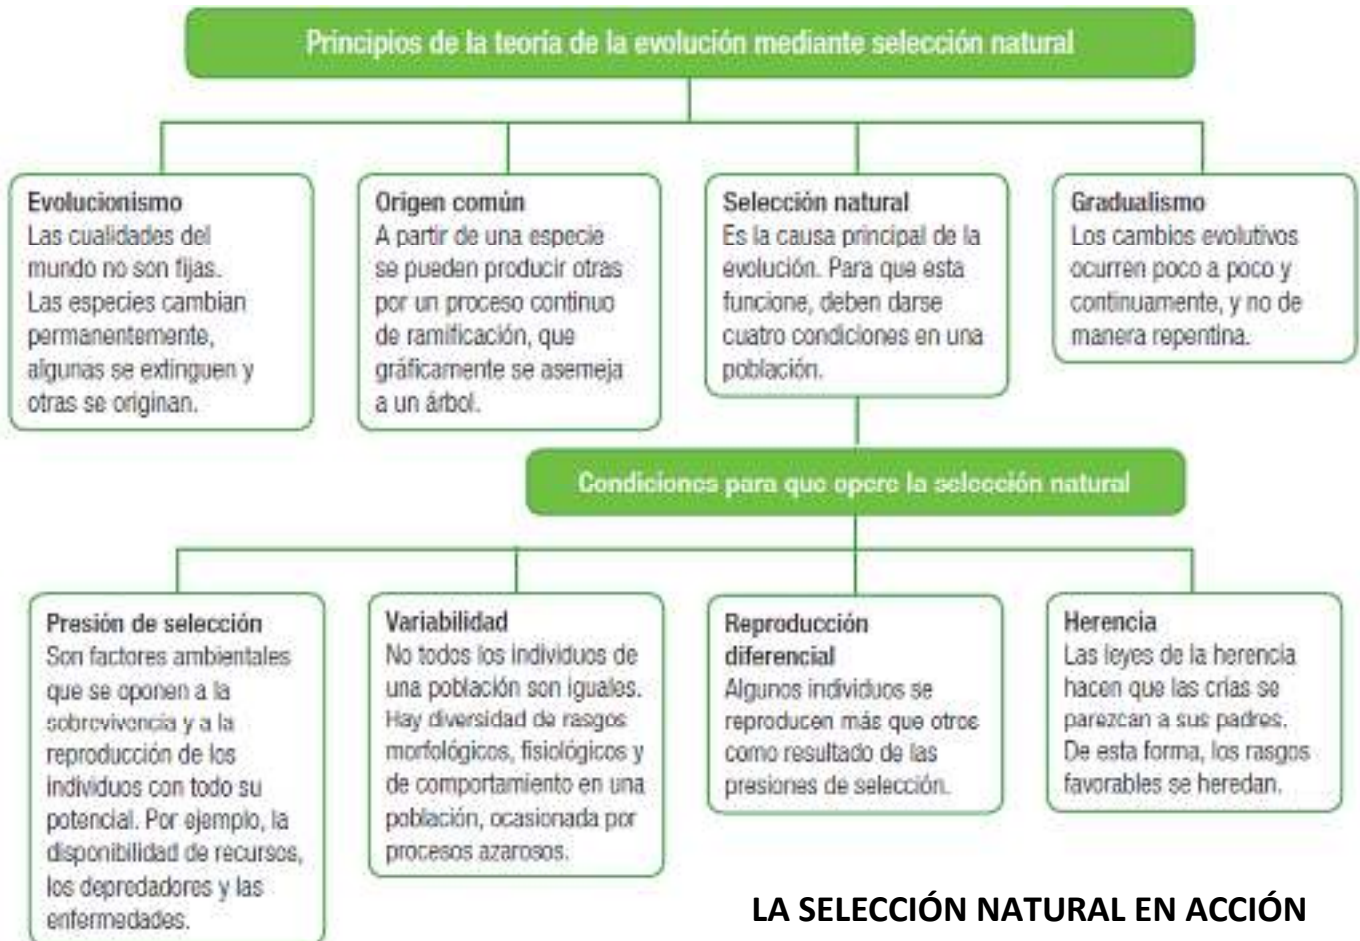 Principios de la teoría de la evolución mediante selección natural
Evolucionismo
Las cualidades del
mundo no son fijas.
Las especies cambian
permanentemente,
algunas se extinguen y
otras se originan.
Origen común
A partir de una especie
se pueden producir otras
por un proceso continuo
de ramificación, que
gráficamente se asemeja
a un árbol.
Selección natural
Es la causa principal de la
evolución. Para que esta
funcione, deben darse
cuatro condiciones en una
población.
Gradualismo
Los cambios evolutivos
ocurren poco a poco y
continuamente, y no de
manera repentina.
Condiciones para que opere la selección natural
Presión de selección
Son factores ambientales
que se oponen a la
sobrevivencia y a la
reproducción de los
individuos con todo su
potencial. Por ejemplo, la
disponibilidad de recursos,
los depredadores y las
enfermedades.
Variabilidad
No todos los individuos de
una población son iguales.
Hay diversidad de rasgos
morfológicos, fisiológicos y
de comportamiento en una
población, ocasionada por
procesos azarosos.
Reproducción
diferencial
Algunos individuos se
reproducen más que otros
como resultado de las
presiones de selección.
Herencia
Las leyes de la herencia
hacen que las crías se
parezcan a sus padres.
De esta forma, los rasgos
favorables se heredan.
LA SELECCIÓN NATURAL EN ACCIÓN